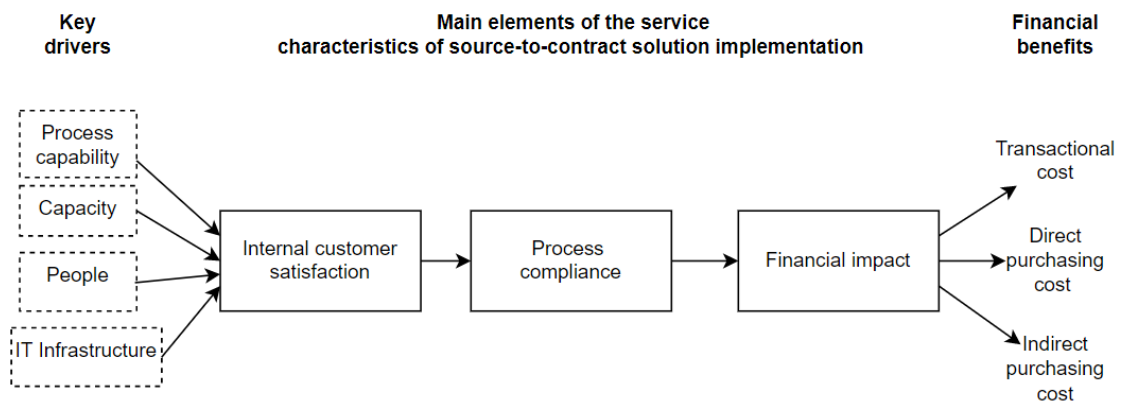 Key
drivers
Main elements of the service
characteristics of source-to-contract solution implementation
Financial
benefits
Process
capability
Capacity
People
IT Infrastructure
Internal customer
satisfaction
Process
compliance
Financial impact
Transactional
cost
Direct
purchasing
cost
Indirect
purchasing
cost